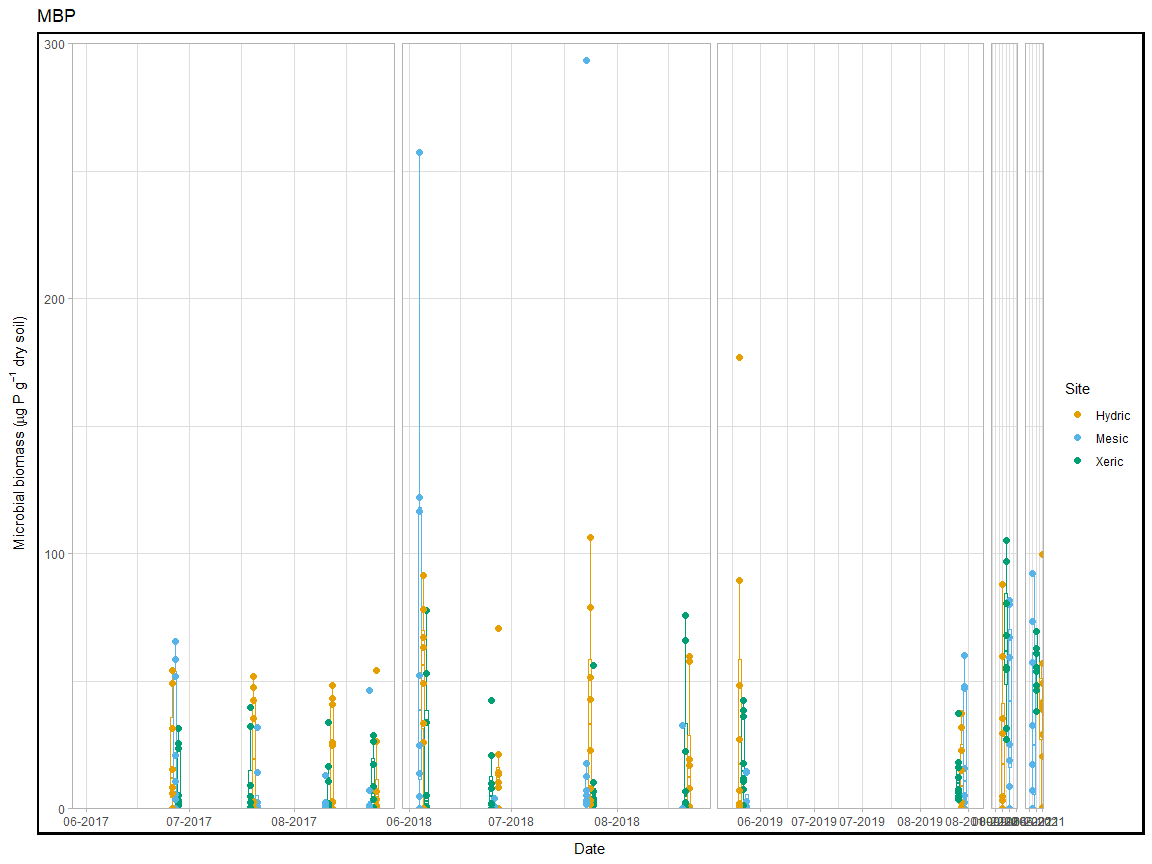 MBP
300
200
100
0
Microbial biomass (µg P g⁻¹ dry soil)
06-2017 07-2017 08-2017 06-2018 07-2018 08-2018 06-2019 07-2019 07-2019 08-2019
Date
Site
Hydric
Mesic
Xeric